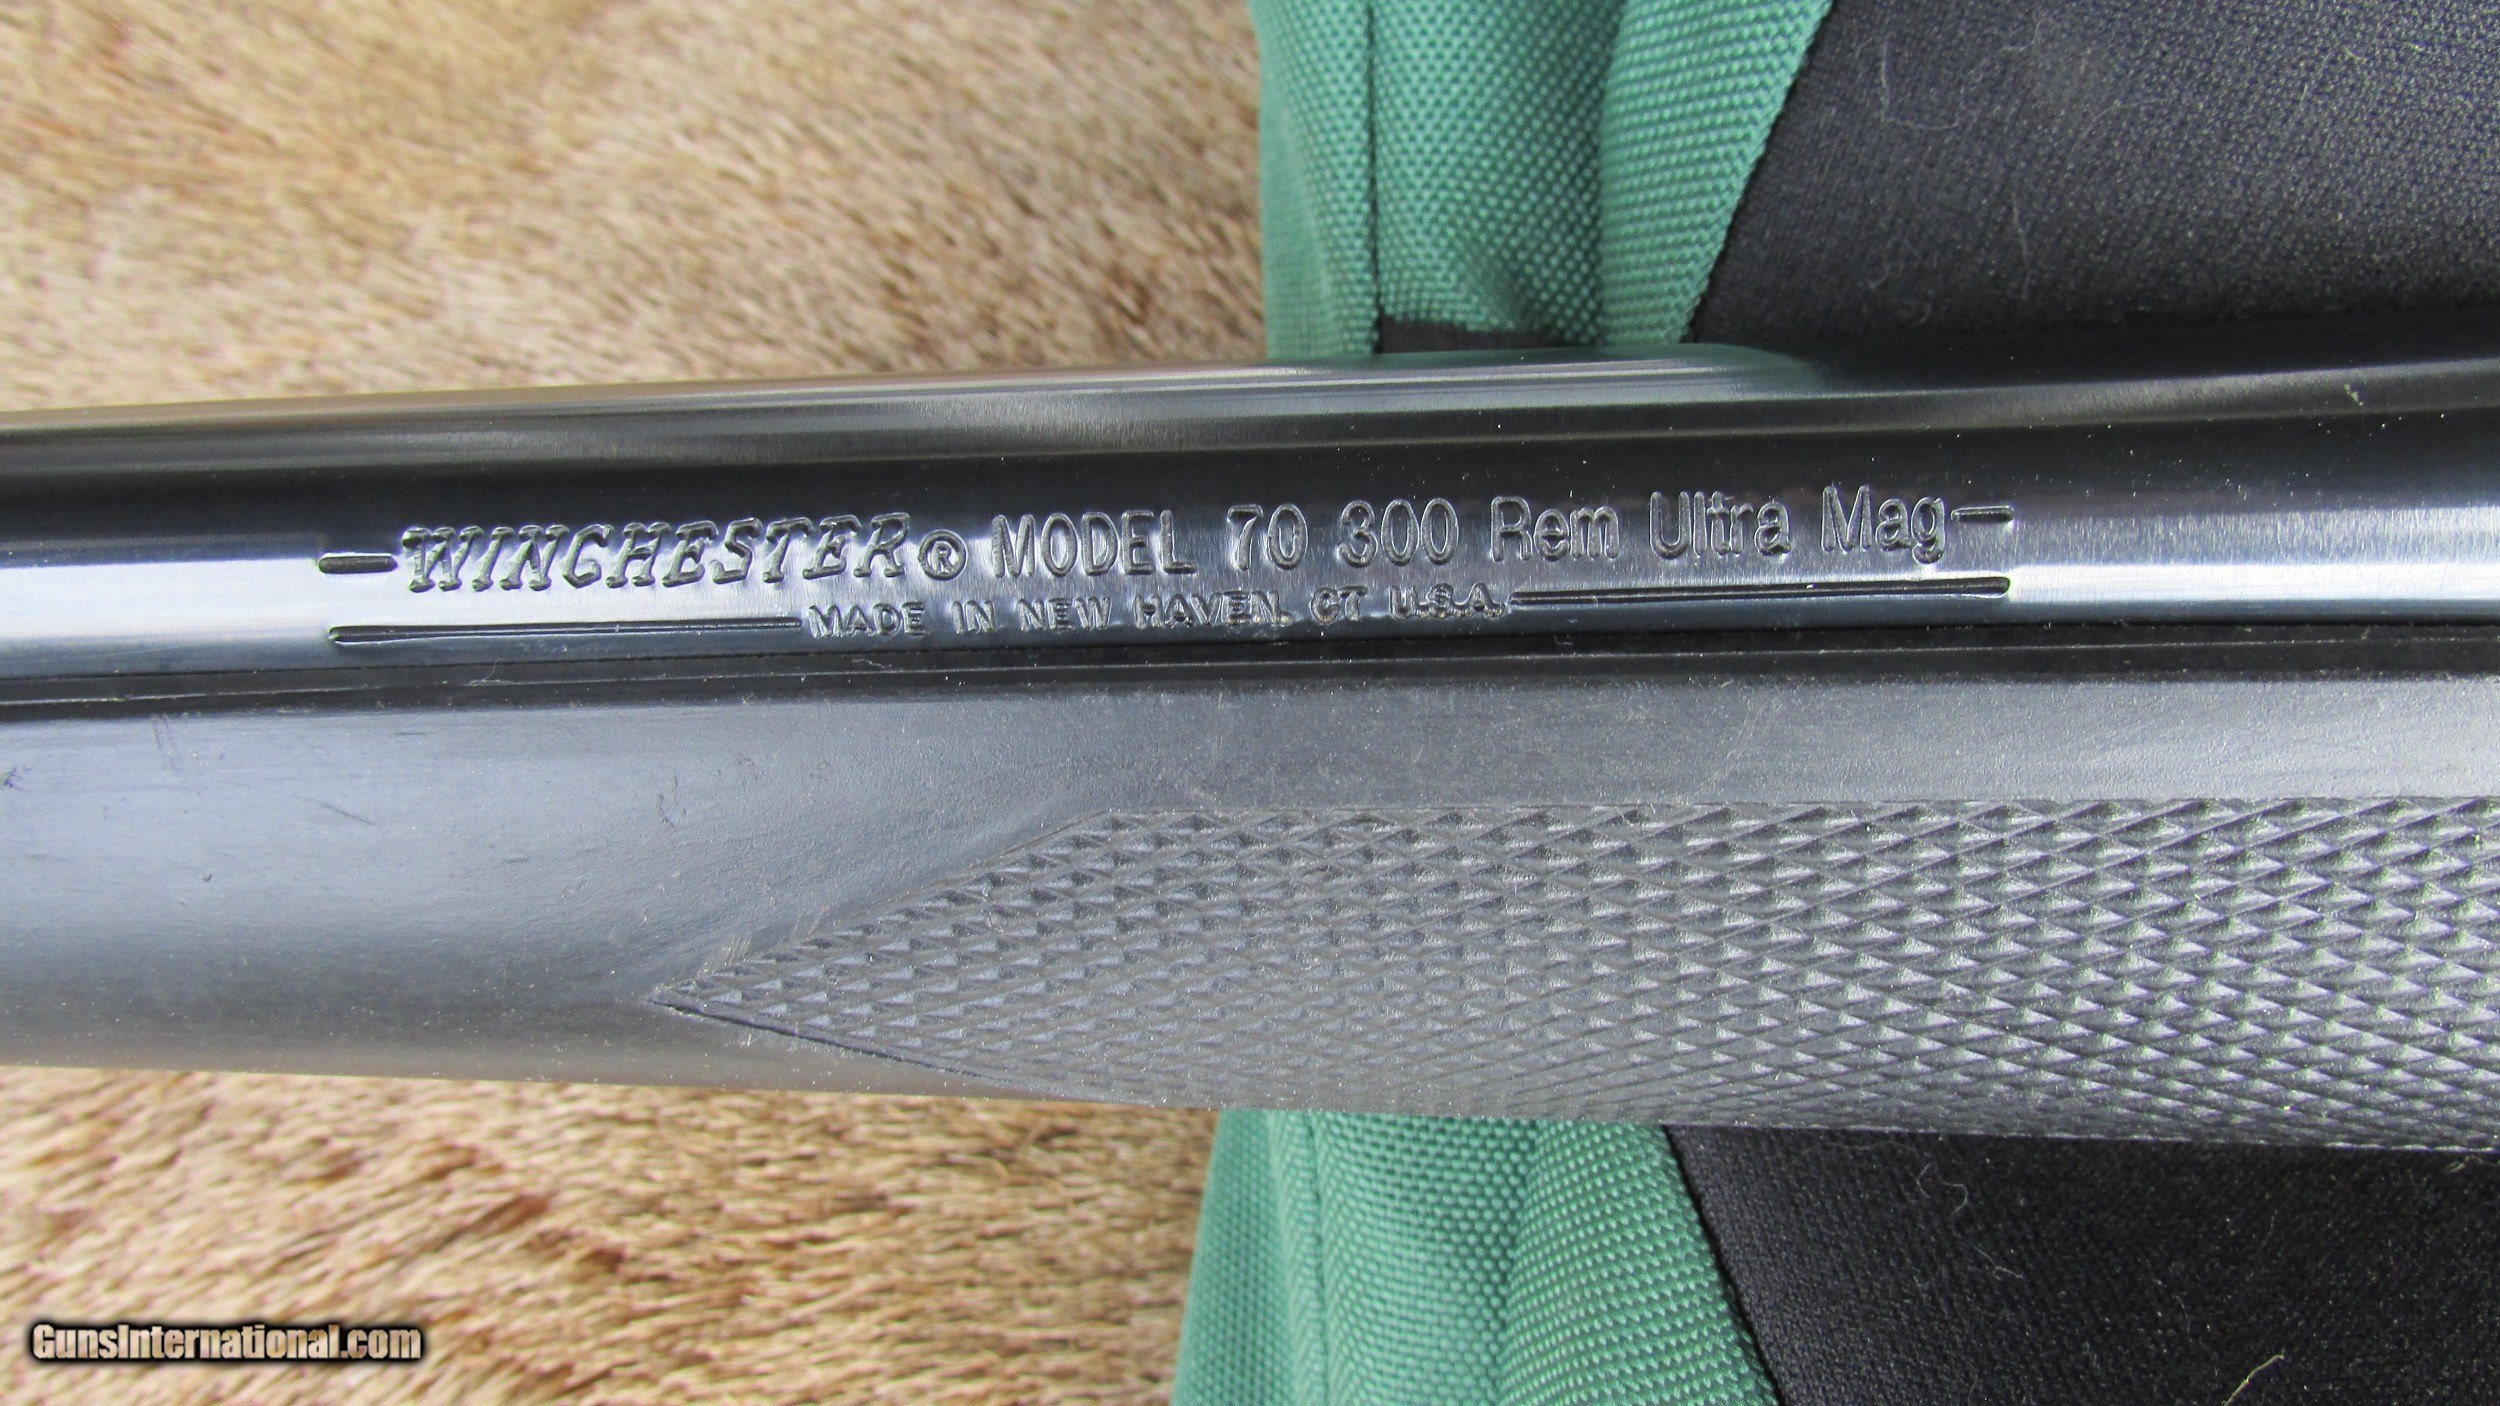 WINCHESTER® MODEL 70 300 Rem Ultra Mag
MADE IN NEW HAVEN, CT U.S.A.
GunsInternational.com